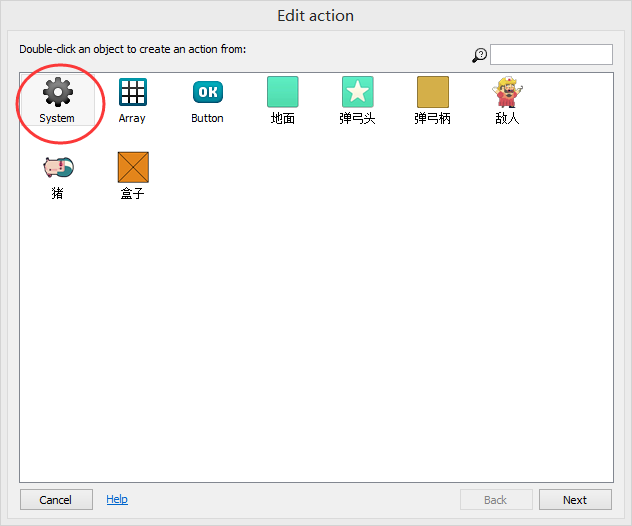 Edit action
Double-click an object to create an action from:
OK
System
Array
Button
地面
弹弓头
弹弓柄
敌人
猪
盒子
Cancel
Help
Back
Next